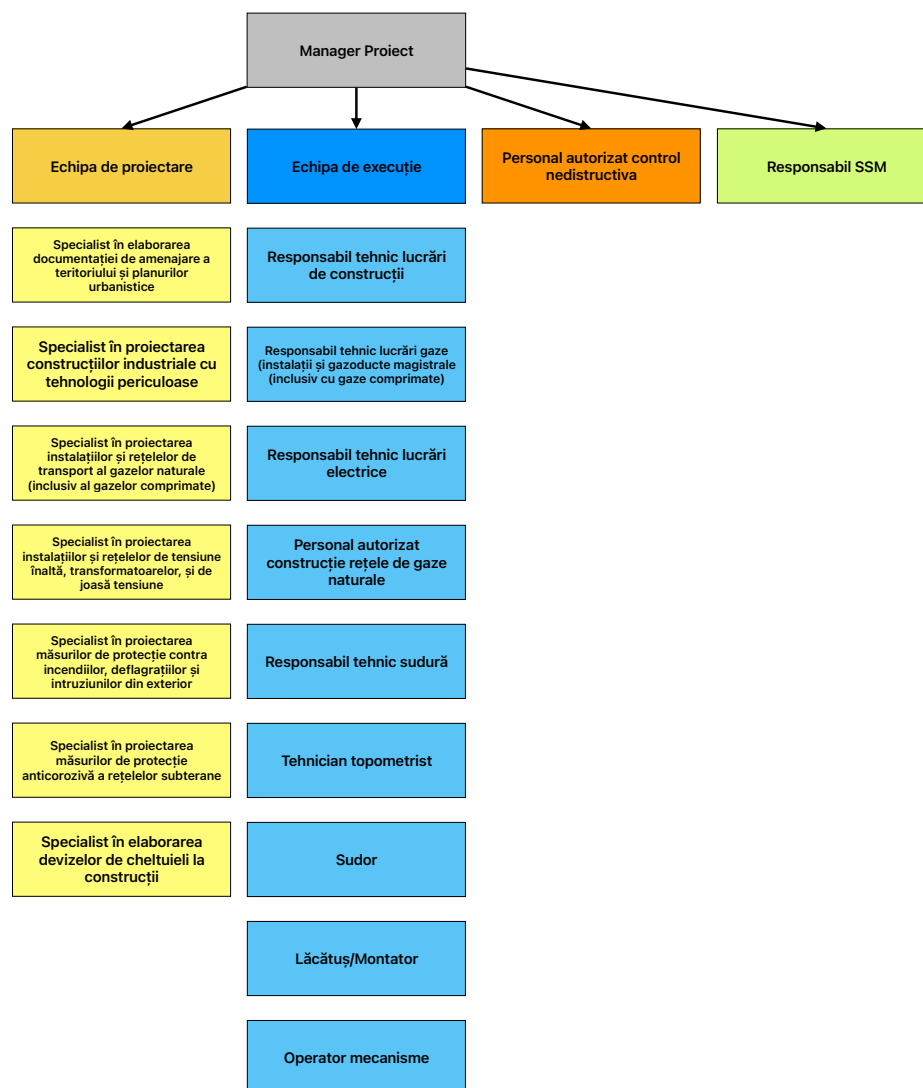 Manager Proiect
Echipa de proiectare
Echipa de execuție
Personal autorizat control
nedistructiva
Responsabil SSM
Specialist în elaborarea
documentației de amenajare a
teritoriului și planurilor
urbanistice
Responsabil tehnic lucrări
de construcții
Specialist în proiectarea
construcțiilor industriale cu
tehnologii periculoase
Responsabil tehnic lucrări gaze
(instalații și gazoducte magistrale
(inclusiv cu gaze comprimate)
Specialist în proiectarea
instalațiilor și rețelelor de
transport al gazelor naturale
(inclusiv al gazelor comprimate)
Responsabil tehnic lucrări
electrice
Specialist în proiectarea
instalațiilor și rețelelor de tensiune
înaltă, transformatoarelor, și de
joasă tensiune
Personal autorizat
construcție rețele de gaze
naturale
Specialist în proiectarea
măsurilor de protecție contra
incendiilor, deflagrațiilor și
intruziunilor din exterior
Responsabil tehnic sudură
Specialist în proiectarea
măsurilor de protecție
anticorozivă a rețelelor subterane
Tehnician topometrist
Specialist în elaborarea
devizelor de cheltuieli la
construcții
Sudor
Lăcătuș/Montator
Operator mecanisme